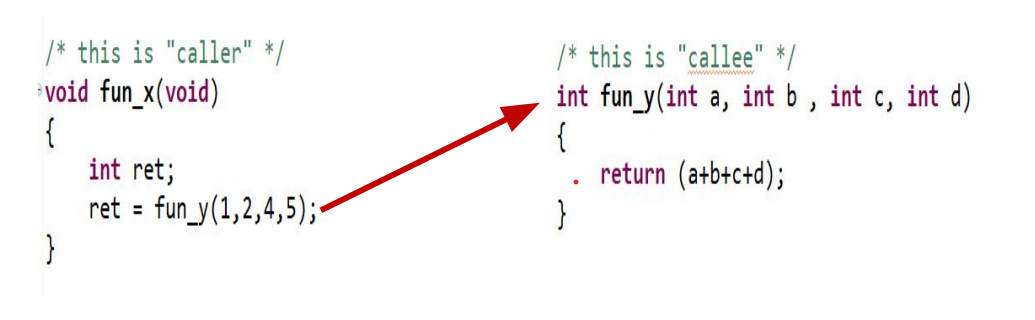 /* this is "caller" */
void fun_x(void)
{
int ret;
ret = fun_y(1,2,4,5);
}
/* this is "callee" */
int fun_y(int a, int b , int c, int d)
{
return (a+b+c+d);
}